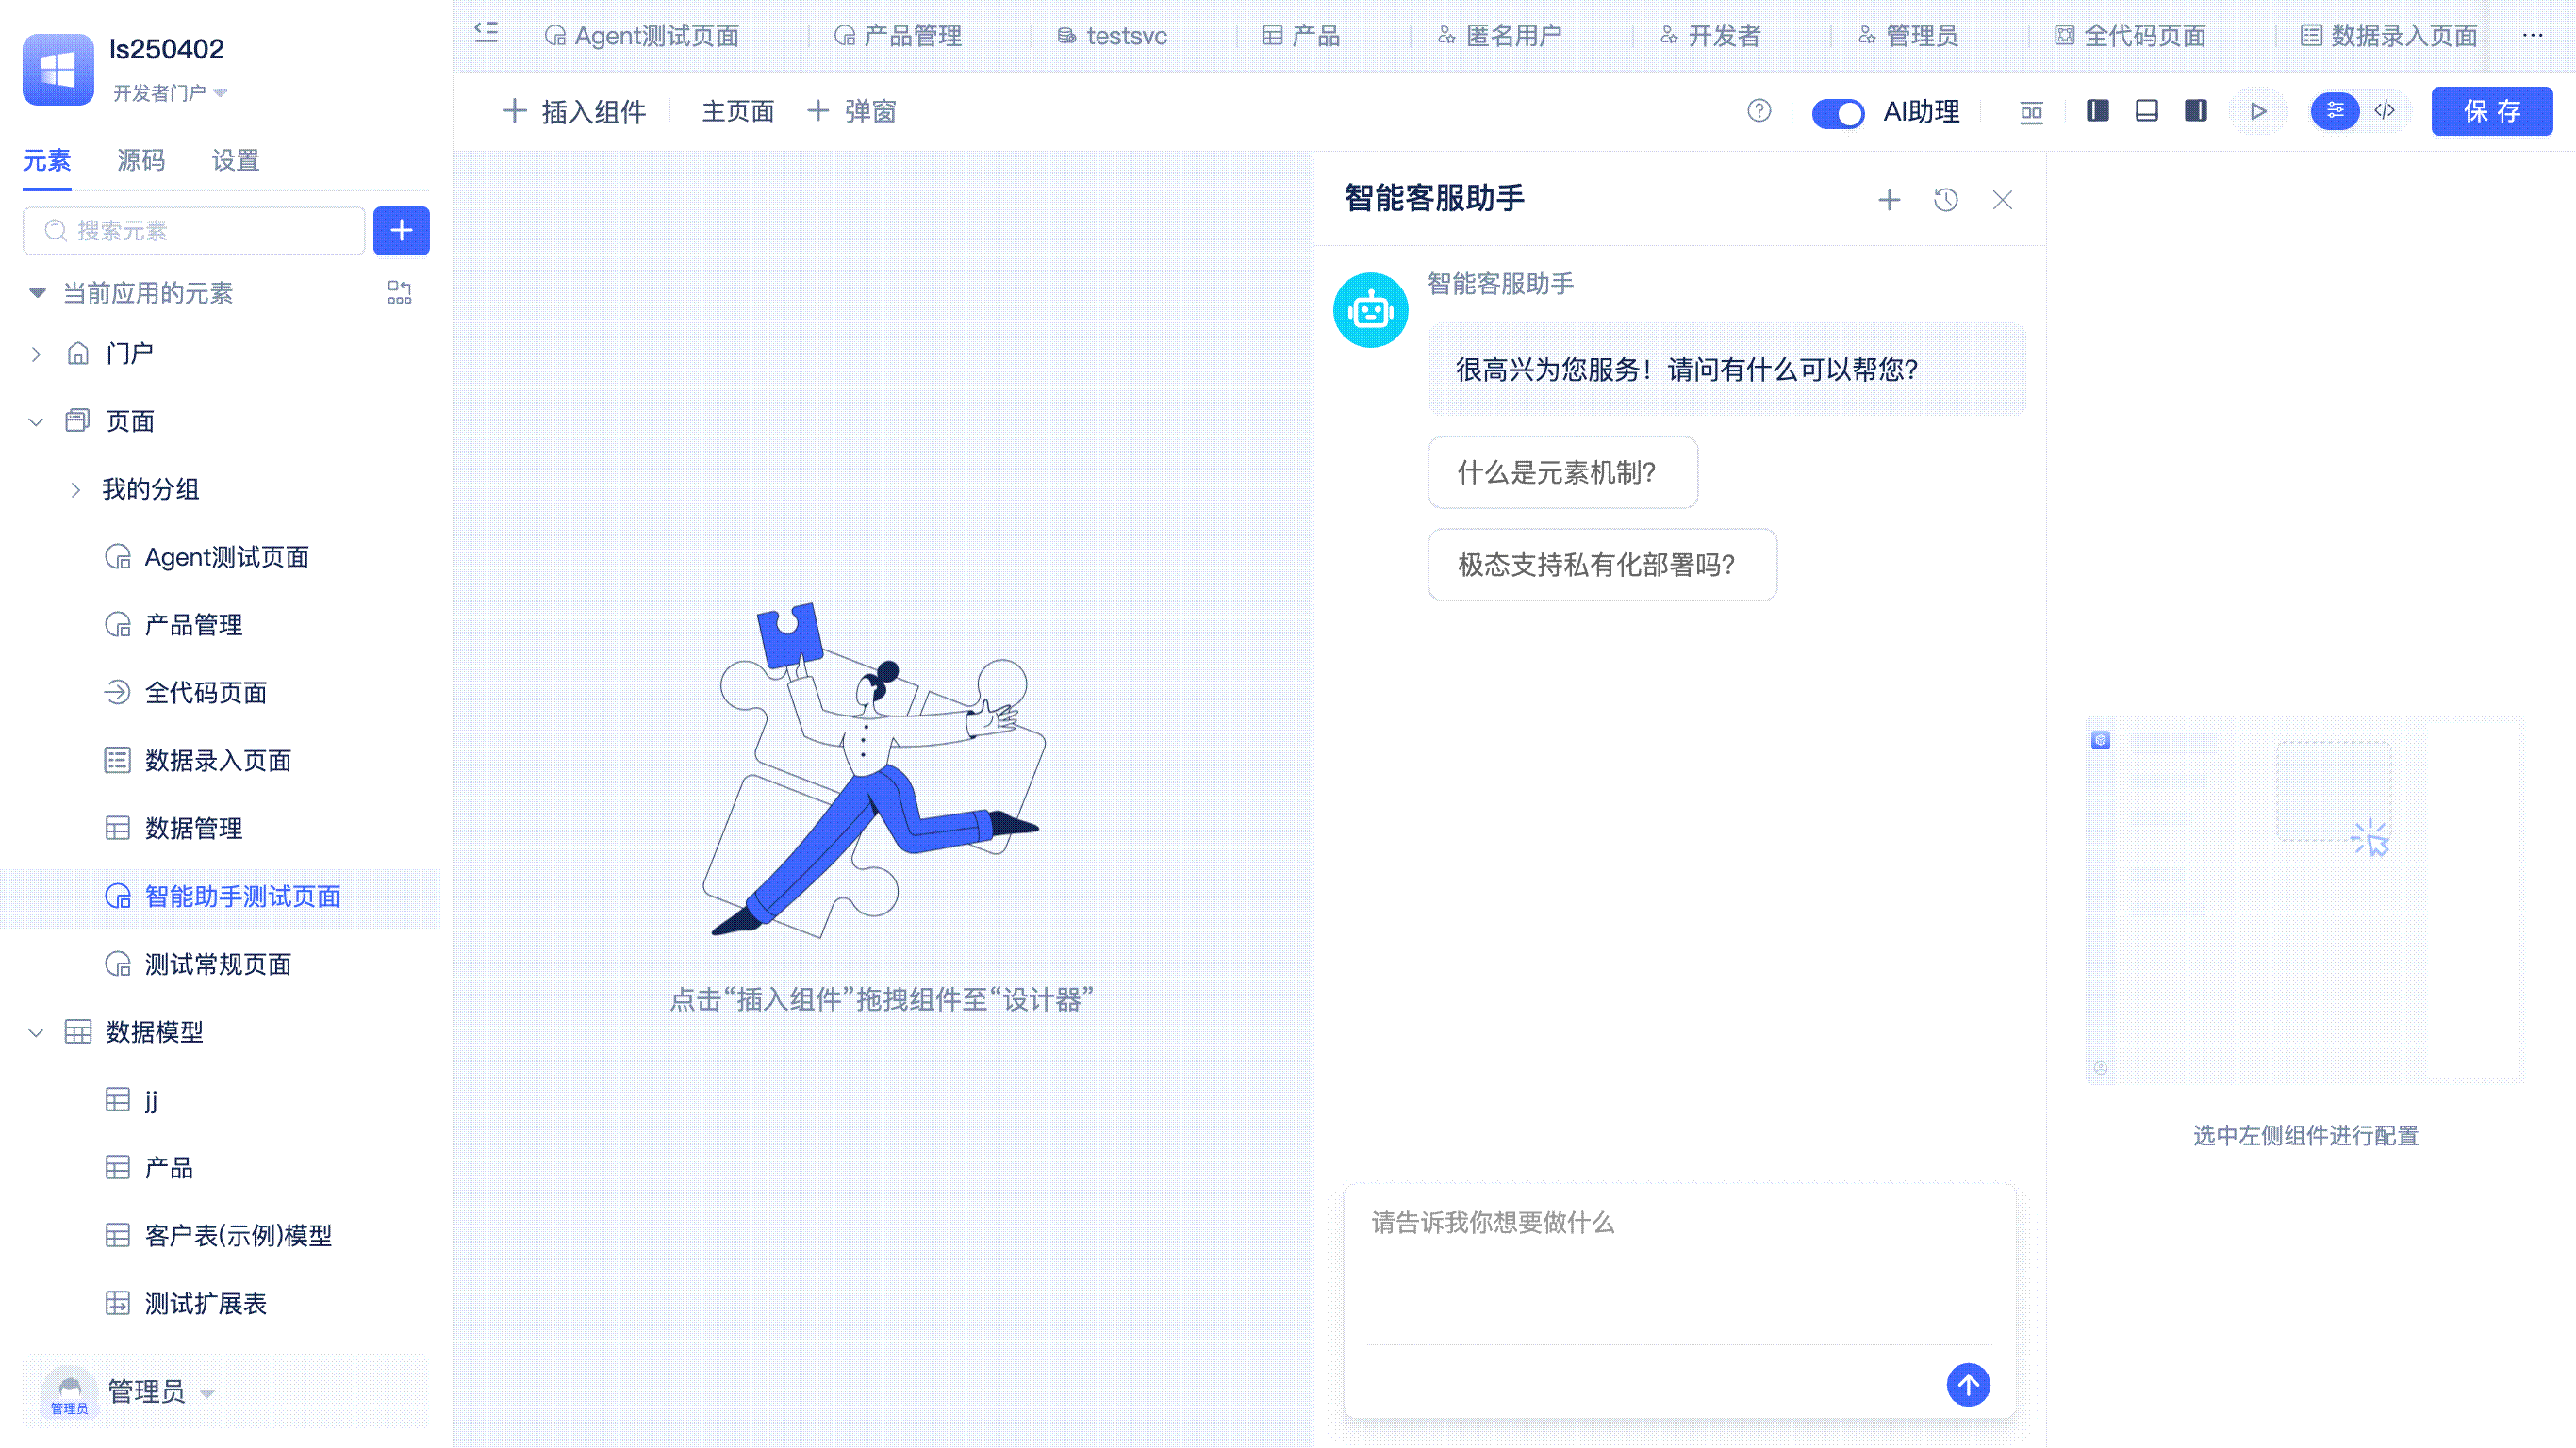 ls250402
开发者门户
元素 源码 设置
搜索元素
当前应用的元素
门户
页面
我的分组
Agent测试页面
产品管理
全代码页面
数据录入页面
数据管理
智能助手测试页面
测试常规页面
数据模型
jj
产品
客户表(示例)模型
测试扩展表
管理员
管理员
Agent测试页面 产品管理 testsvc 产品 匿名用户 开发者 管理员 全代码页面 数据录入页面 ···
插入组件 主页面 弹窗 AI助理 保存
点击“插入组件”拖拽组件至“设计器”
智能客服助手
智能客服助手
很高兴为您服务！请问有什么可以帮您?
什么是元素机制?
极态支持私有化部署吗?
请告诉我你想要做什么
选中左侧组件进行配置